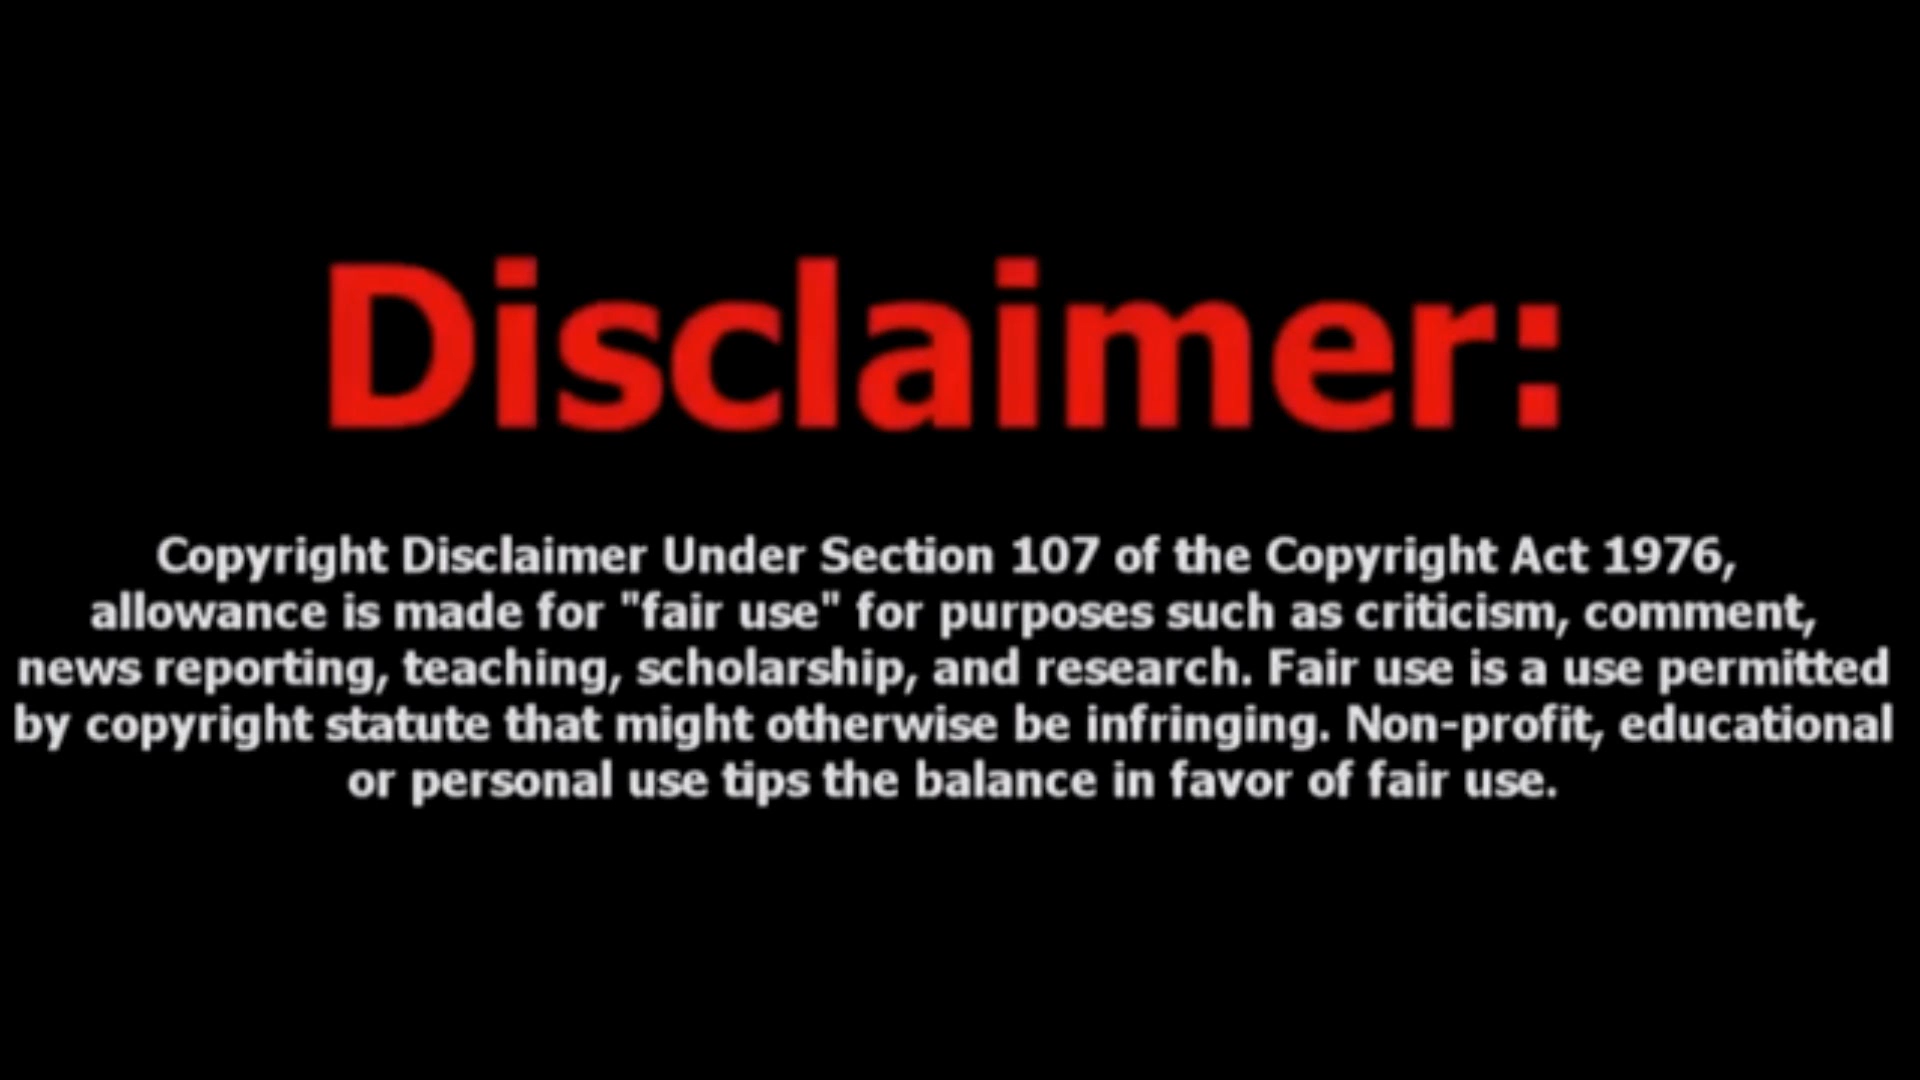 Disclaimer:
Copyright Disclaimer Under Section 107 of the Copyright Act 1976,
allowance is made for "fair use" for purposes such as criticism, comment,
news reporting, teaching, scholarship, and research. Fair use is a use permitted
by copyright statute that might otherwise be infringing. Non-profit, educational
or personal use tips the balance in favor of fair use.